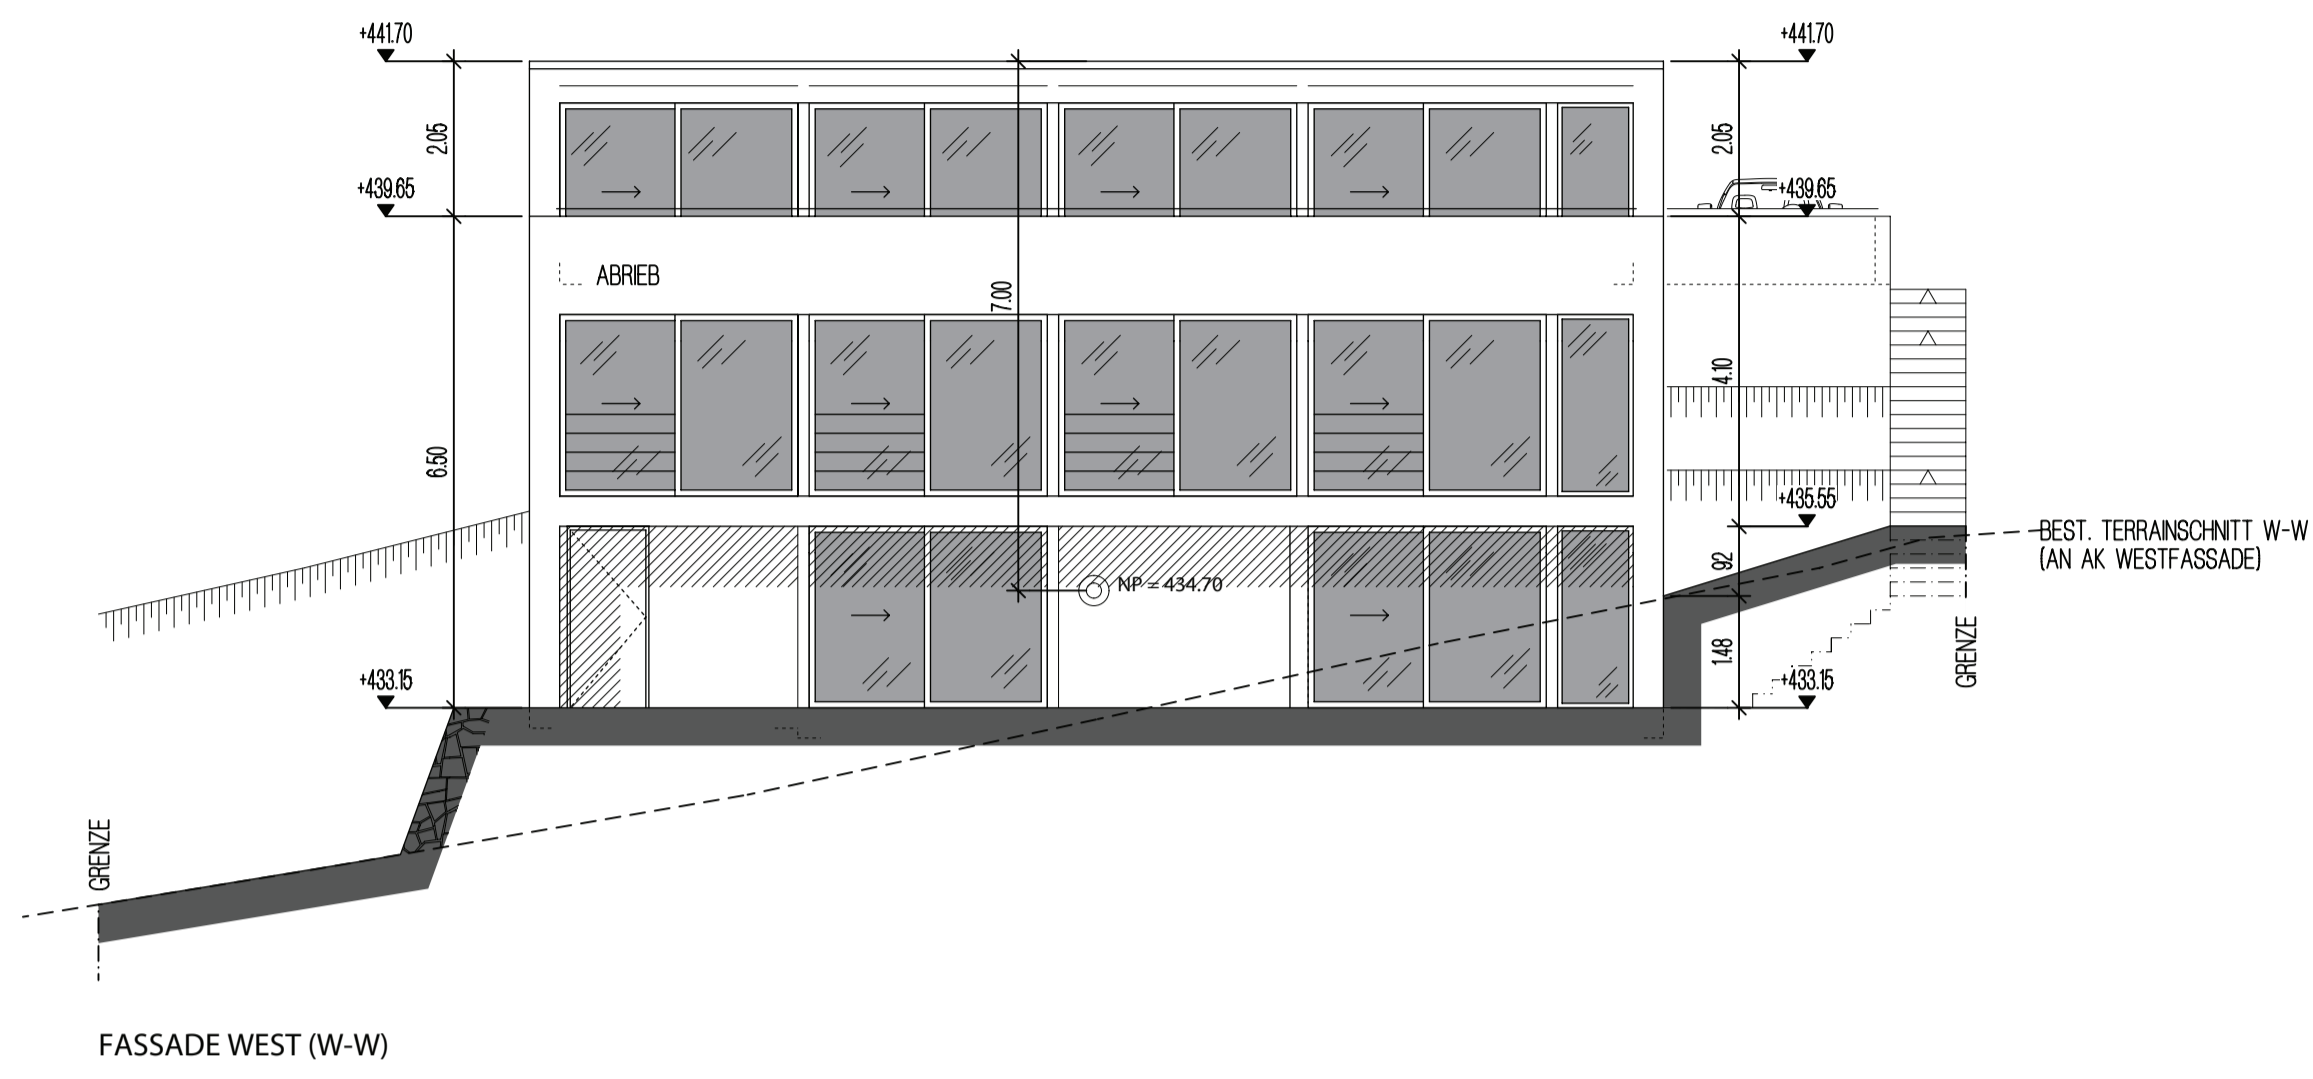 +441.70
+441.70
2.05
2.05
+439.65
+439.65
ABRIEB
7.00
4.10
6.50
+435.55
BEST. TERRAINSCHNITT W-W
(AN AK WESTFASSADE)
92
NP = 434.70
1.48
GRENZE
+433.15
+433.15
GRENZE
FASSADE WEST (W-W)